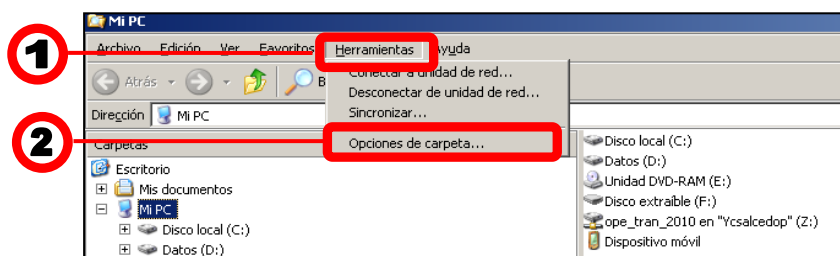 Mi PC
Archivo Edición Ver Favoritos Herramientas Ayuda
1
Conectar a unidad de red...
Atrás
Desconectar de unidad de red...
Dirección Mi PC
Sincronizar...
2
Opciones de carpeta...
Carpetas
Escritorio
Mis documentos
Mi PC
Disco local (C:)
Datos (D:)
Disco local (C:)
Datos (D:)
Unidad DVD-RAM (E:)
Disco extraíble (F:)
ope_tran_2010 en "Ycsalcedop" (Z:)
Dispositivo móvil